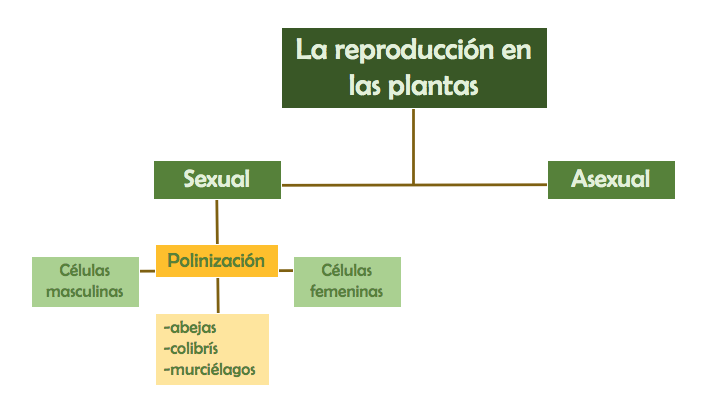 La reproducción en
las plantas
Sexual
Asexual
Polinización
Células
masculinas
Células
femeninas
-abejas
-colibrís
-murciélagos